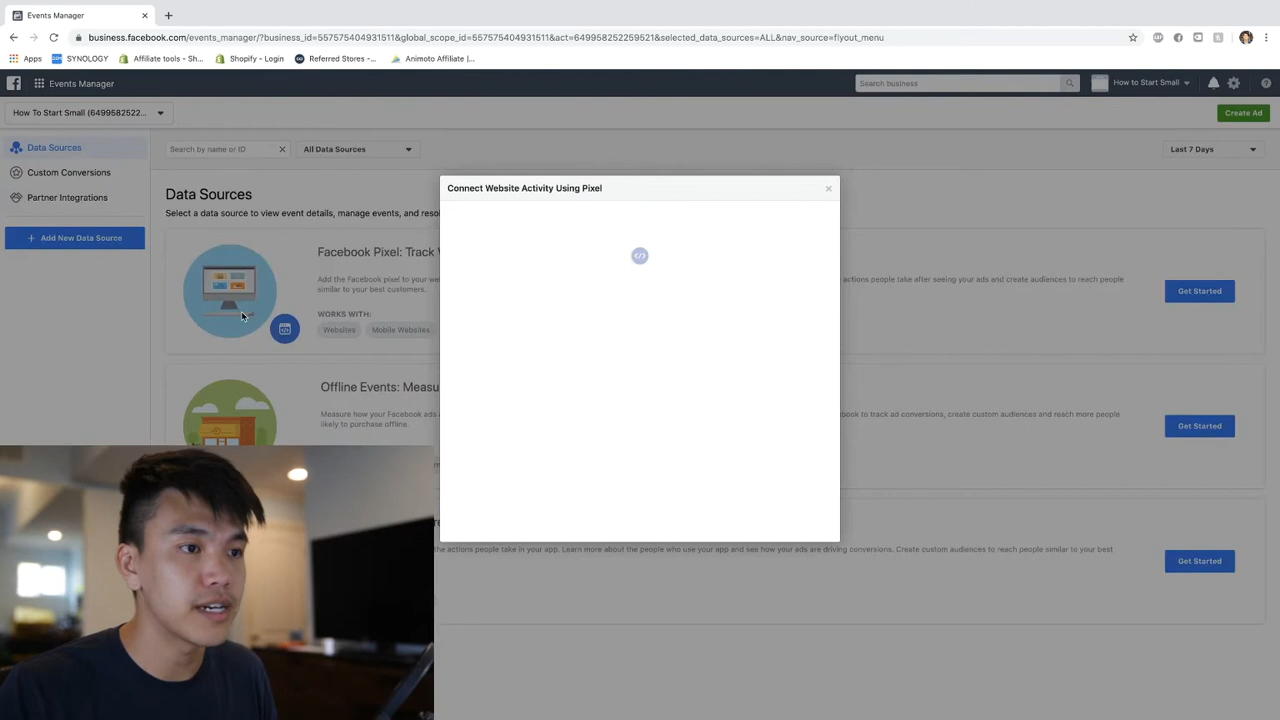 Events Manager
business.facebook.com/events_manager/?business_id=557575404931511&global_scope_id=557575404931511&act=649958252259521&selected_data_sources=ALL&nav_source=flyout_menu
Apps SYNOLOGY Affiliate tools - Sh... Shopify - Login Referred Stores -... Animoto Affiliate |...
Events Manager Search business How to Start Small
How To Start Small (6499582522... Create Ad
Data Sources
Custom Conversions
Partner Integrations
+ Add New Data Source
Search by name or ID All Data Sources Last 7 Days
Data Sources
Select a data source to view event details, manage events, and reso
Connect Website Activity Using Pixel
Facebook Pixel: Track
Add the Facebook pixel to your we actions people take after seeing your ads and create audiences to reach people
similar to your best customers. Get Started
WORKS WITH:
Websites Mobile Websites
Offline Events: Measu
Measure how your Facebook ads a book to track ad conversions, create custom audiences and reach more people
likely to purchase offline. Get Started
the actions people take in your app. Learn more about the people who use your app and see how your ads are driving conversions. Create custom audiences to reach people similar to your best
Get Started